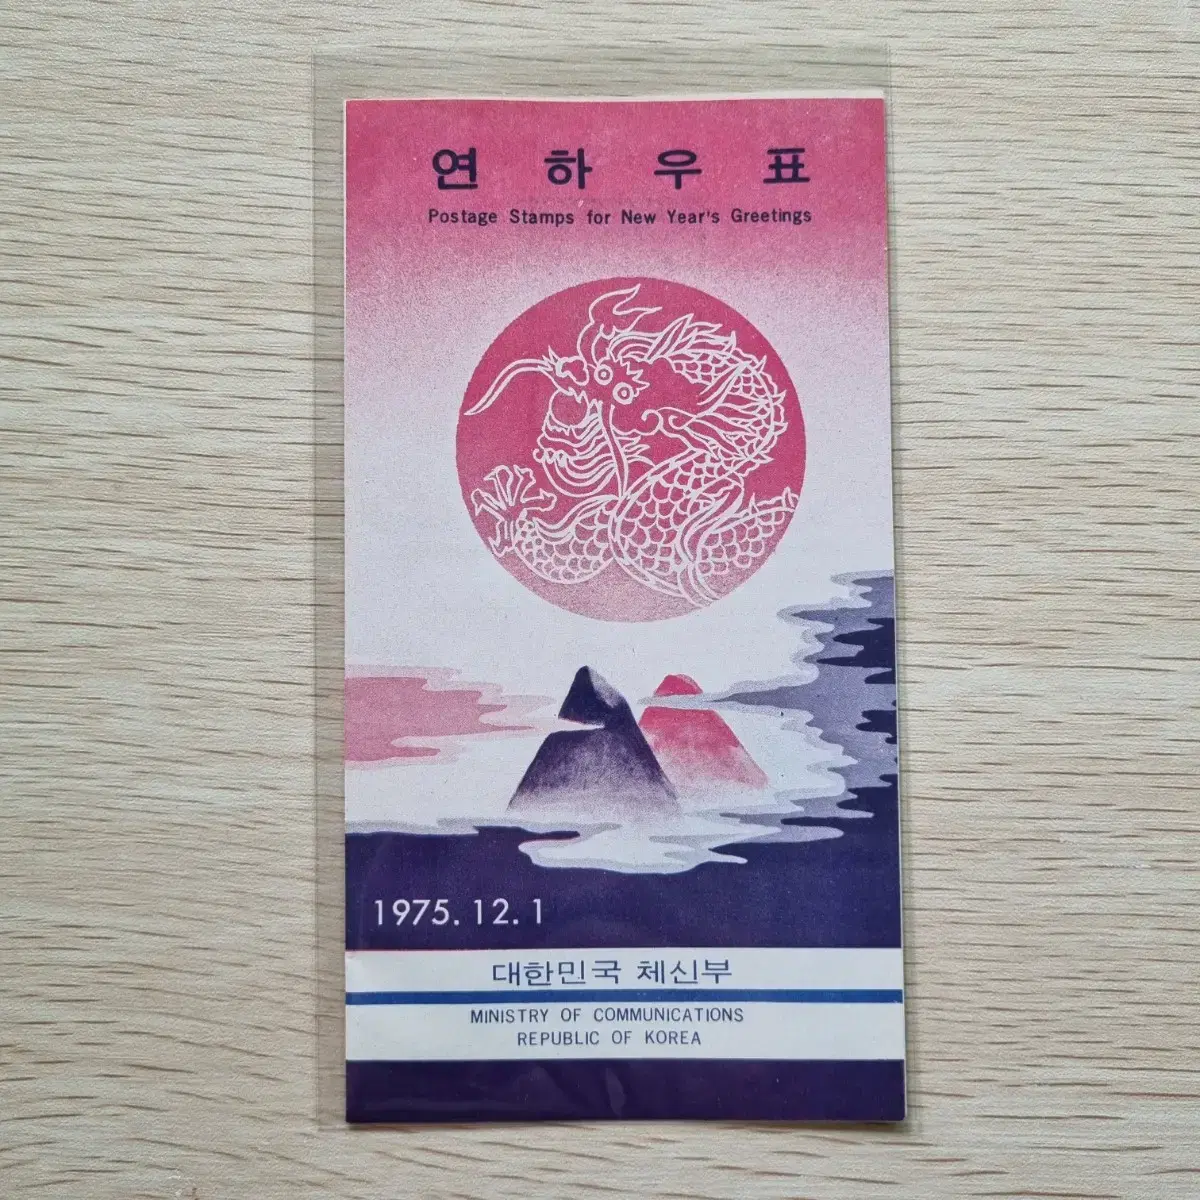 연 하 우 표
Postage Stamps for New Year's Greetings
1975. 12. 1
대한민국 체신부
MINISTRY OF COMMUNICATIONS
REPUBLIC OF KOREA